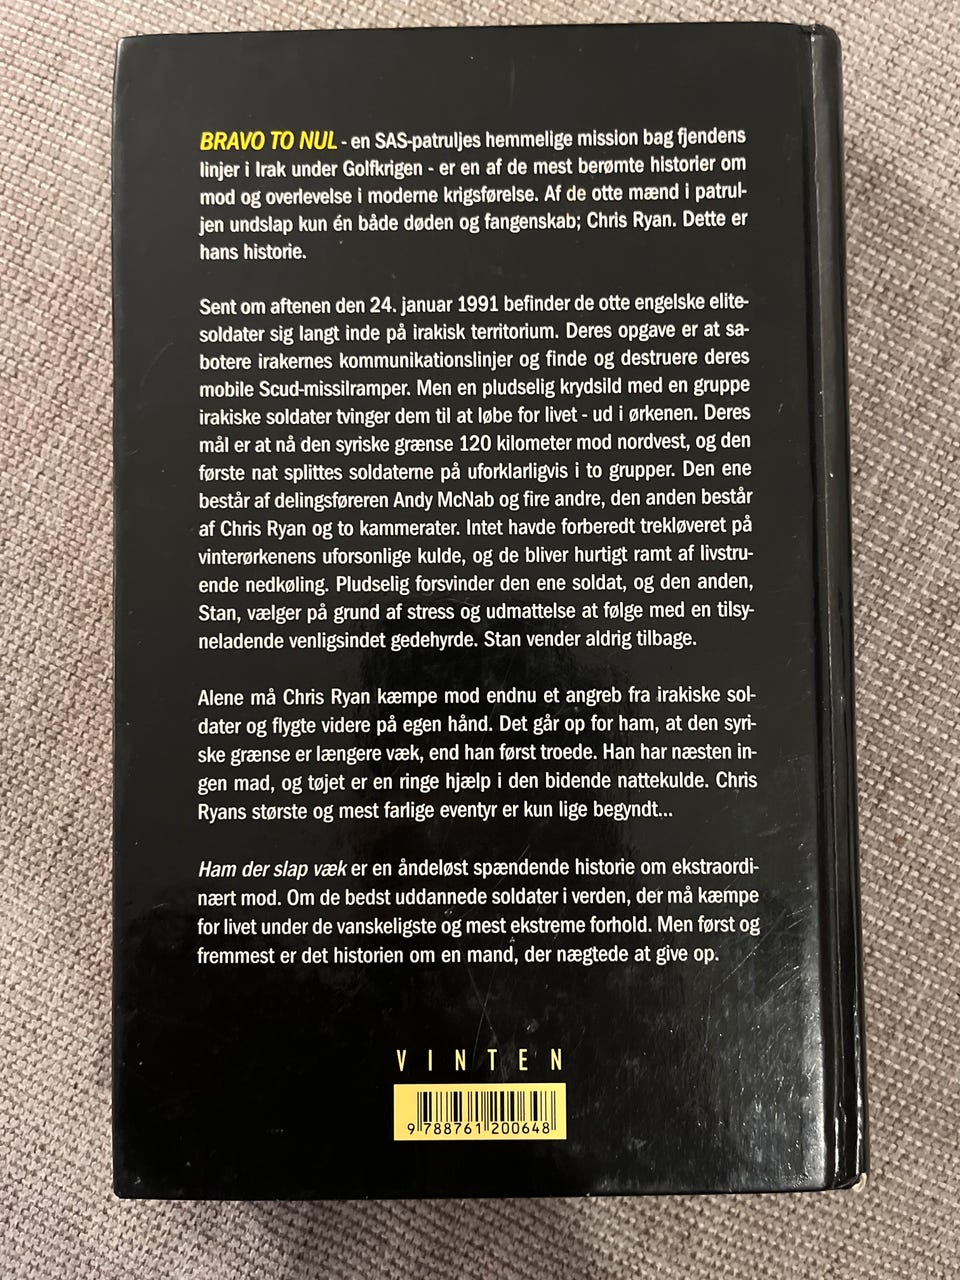 BRAVO TO NUL - en SAS-patruljes hemmelige mission bag fjendens
linjer i Irak under Golfkrigen - er en af de mest berømte historier om
mod og overlevelse i moderne krigsførelse. Af de otte mænd i patrul-
jen undslap kun én både døden og fangenskab; Chris Ryan. Dette er
hans historie.
Sent om aftenen den 24. januar 1991 befinder de otte engelske elite-
soldater sig langt inde på irakisk territorium. Deres opgave er at sa-
botere irakernes kommunikationslinjer og finde og destruere deres
mobile Scud-missilramper. Men en pludselig krydsild med en gruppe
irakiske soldater tvinger dem til at løbe for livet - ud i ørkenen. Deres
mål er at nå den syriske grænse 120 kilometer mod nordvest, og den
første nat splittes soldaterne på uforklarligvis i to grupper. Den ene
består af delingsføreren Andy McNab og fire andre, den anden består
af Chris Ryan og to kammerater. Intet havde forberedt trekløveret på
vinterørkenens uforsonlige kulde, og de bliver hurtigt ramt af livstru-
ende nedkøling. Pludselig forsvinder den ene soldat, og den anden,
Stan, vælger på grund af stress og udmattelse at følge med en tilsy-
neladende venligsindet gedehyrde. Stan vender aldrig tilbage.
Alene må Chris Ryan kæmpe mod endnu et angreb fra irakiske sol-
dater og flygte videre på egen hånd. Det går op for ham, at den syri-
ske grænse er længere væk, end han først troede. Han har næsten in-
gen mad, og tøjet er en ringe hjælp i den bidende nattekulde. Chris
Ryans største og mest farlige eventyr er kun lige begyndt...
Ham der slap væk er en åndeløst spændende historie om ekstraordi-
nært mod. Om de bedst uddannede soldater i verden, der må kæmpe
for livet under de vanskeligste og mest ekstreme forhold. Men først og
fremmest er det historien om en mand, der nægtede at give op.
VINTEN
9 788761 200648